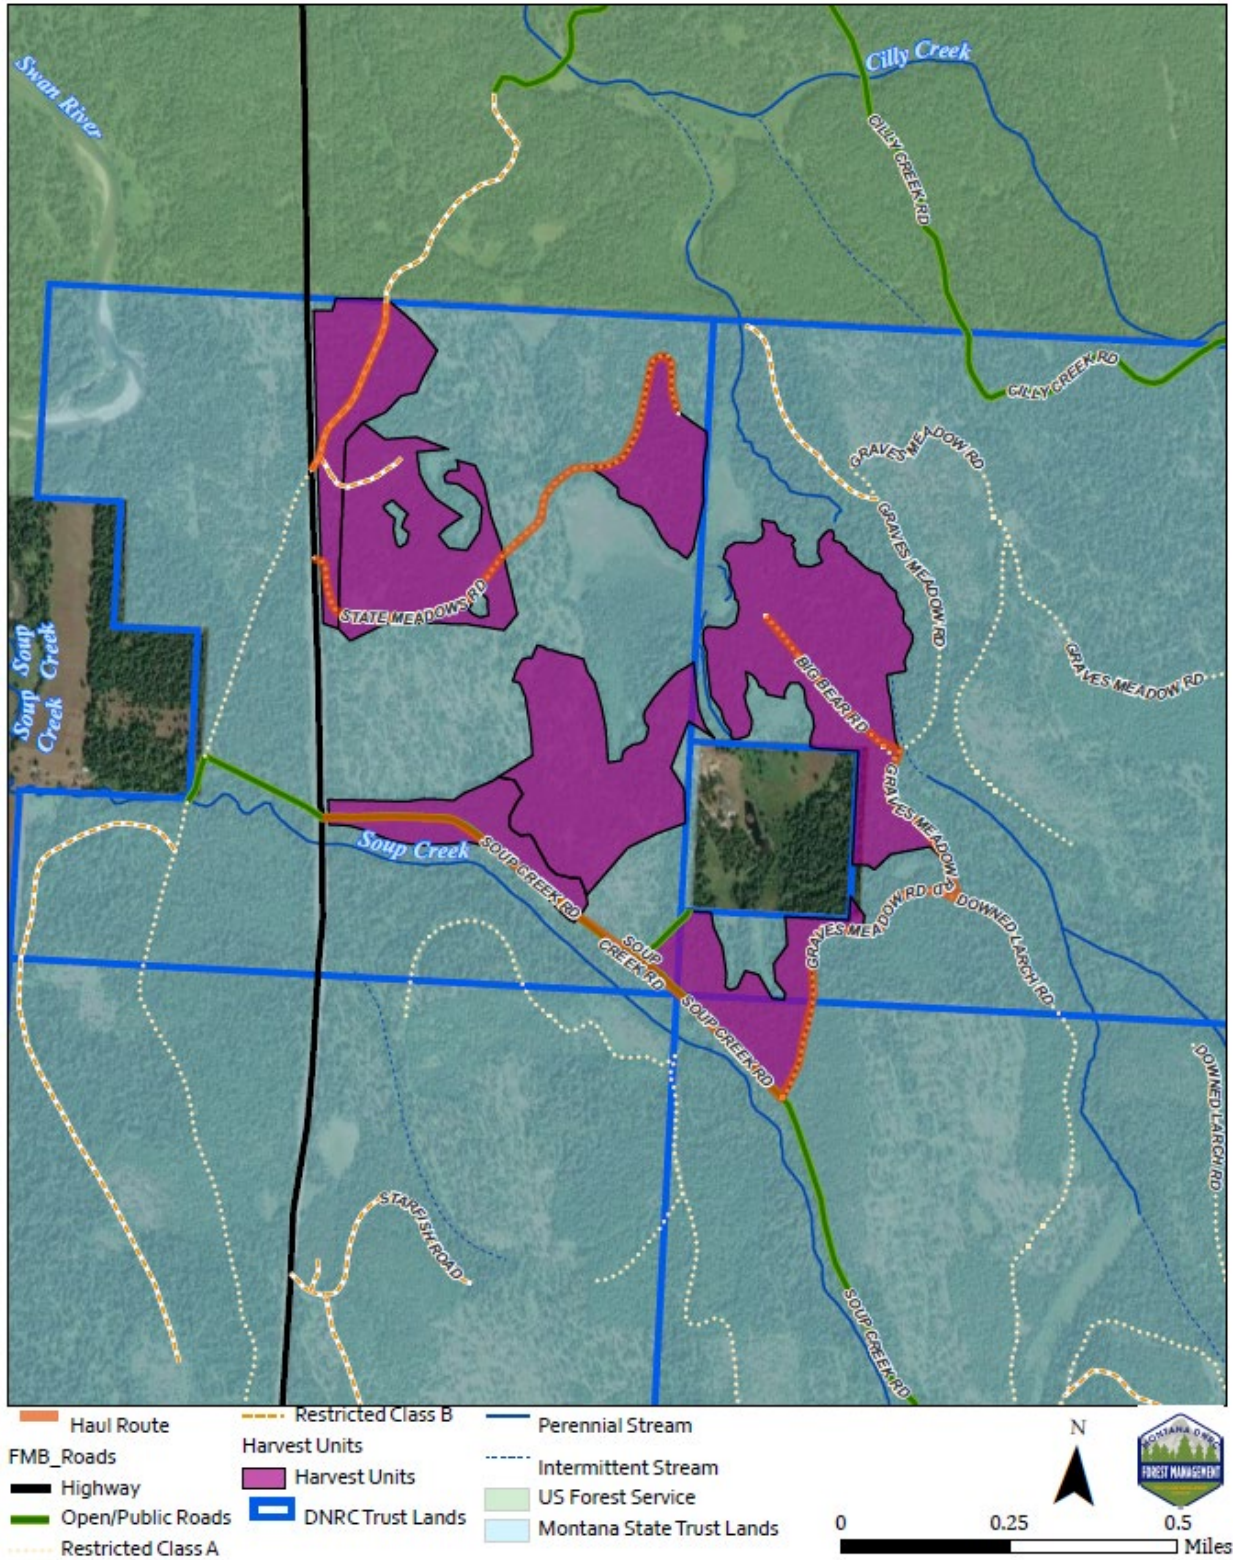 Swan River
Cilly Creek
CILLY CREEK RD
CILLY CREEK RD
GRAVES MEADOW RD
GRAVES MEADOW RD
STATE MEADOWS RD
Soup Creek
Soup Creek
GRAVES MEADOW RD
BIG BEAR RD
GRAVES MEADOW RD
Soup Creek
SOUP CREEK RD
GRAVES MEADOW RD
DOWNED LARCH RD
SOUP CREEK RD
SOUP CREEK RD
DOWNED LARCH RD
STARFISH ROAD
SOUP CREEK RD
Haul Route
FMB_Roads
Highway
Open/Public Roads
Restricted Class A
Restricted Class B
Harvest Units
Harvest Units
DNRC Trust Lands
Perennial Stream
Intermittent Stream
US Forest Service
Montana State Trust Lands
N
0 0.25 0.5
Miles
MONTANA DNRC
FOREST MANAGEMENT